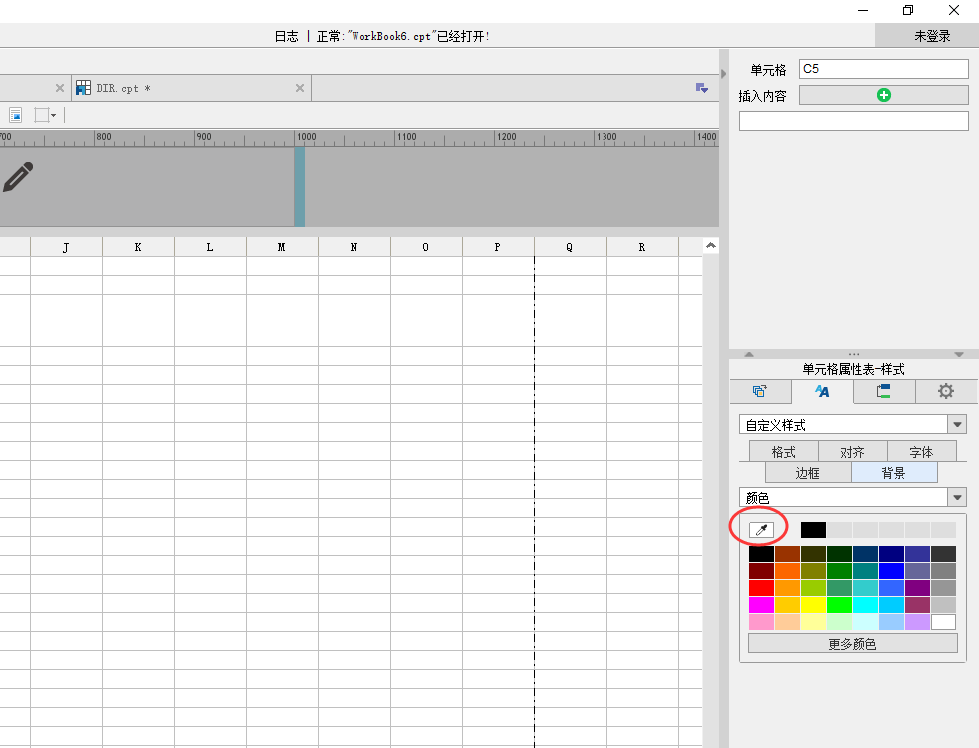 日志 | 正常:"WorkBook6.cpt"已经打开!
未登录
DIR.cpt *
700 800 900 1000 1100 1200 1300 1400
J K L M N O P Q R
单元格 C5
插入内容
单元格属性表-样式
自定义样式
格式 对齐 字体
边框 背景
颜色
更多颜色